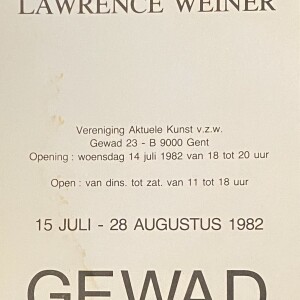 LAWRENCE WEINER
Vereniging Aktuele Kunst v.z.w.
Gewad 23 - B 9000 Gent
Opening : woensdag 14 juli 1982 van 18 tot 20 uur
Open : van dins. tot zat. van 11 tot 18 uur
15 JULI - 28 AUGUSTUS 1982
GEWAD